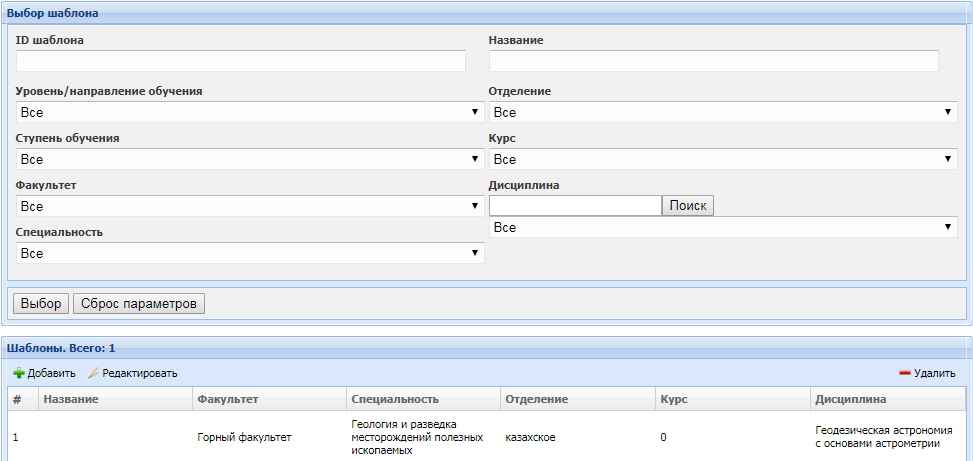 Выбор шаблона
ID шаблона Название
Уровень/направление обучения Отделение
Все Все
Ступень обучения Курс
Все Все
Факультет Дисциплина
Все Поиск
Все
Специальность
Все
Выбор Сброс параметров
Шаблоны. Всего: 1
Добавить Редактировать Удалить
# Название Факультет Специальность Отделение Курс Дисциплина
1 Горный факультет Геология и разведка месторождений полезных ископаемых казахское 0 Геодезическая астрономия с основами астрометрии